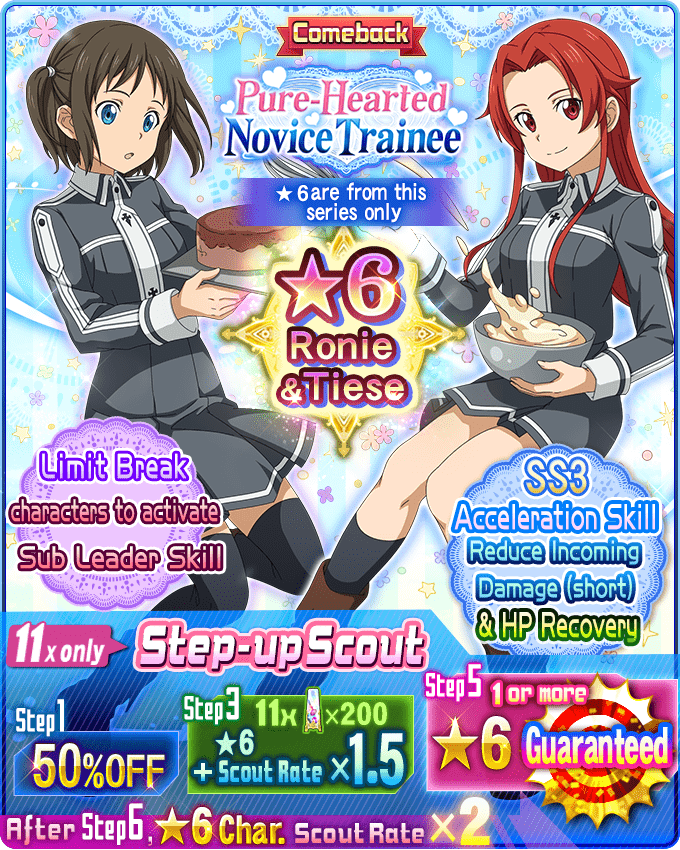 Comeback
Pure-Hearted
Novice Trainee
★6 are from this
series only
★6
Ronie
&Tiese
Limit Break
characters to activate
Sub Leader Skill
SS3
Acceleration Skill
Reduce Incoming
Damage (short)
& HP Recovery
11x only
Step-up Scout
Step1
50%OFF
Step3
11x ×200
★6
+ Scout Rate ×1.5
Step5
1 or more
★6 Guaranteed
After Step6, ★6 Char. Scout Rate ×2